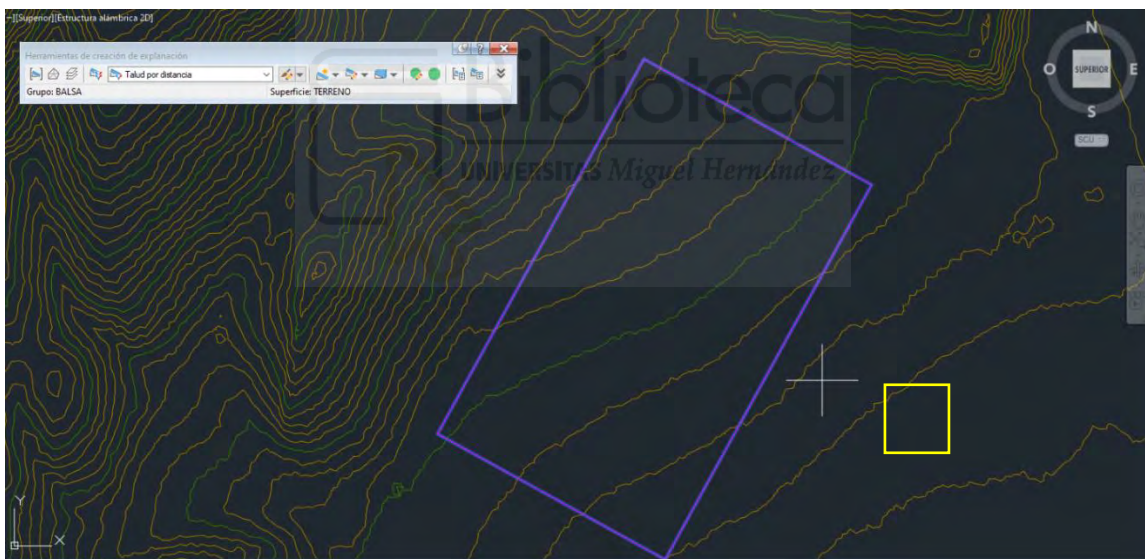 –][Superior][Estructura alámbrica 2D]
Herramientas de creación de explanación
Talud por distancia
Grupo: BALSA
Superficie: TERRENO
Biblioteca
UNIVERSITAS Miguel Hernández
N
O
SUPERIOR
E
S
SCU
Y
X